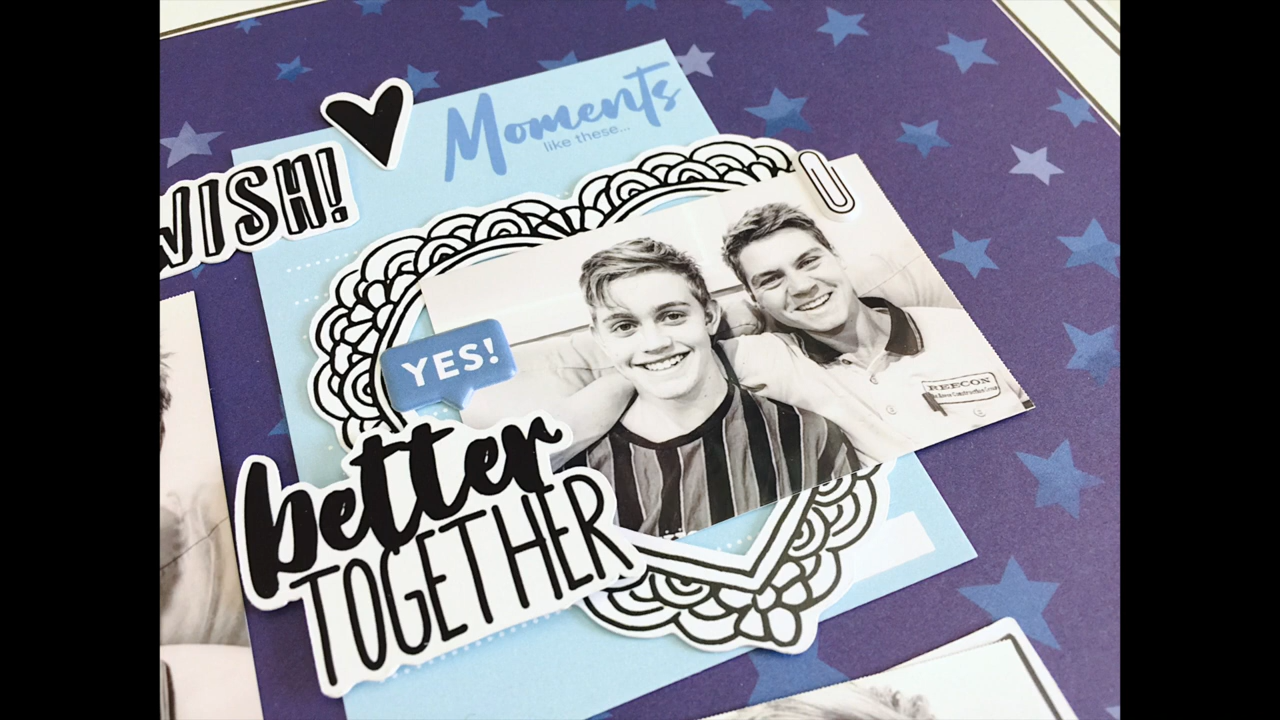 Moments
like these...
WISH!
YES!
REECON
better
TOGETHER